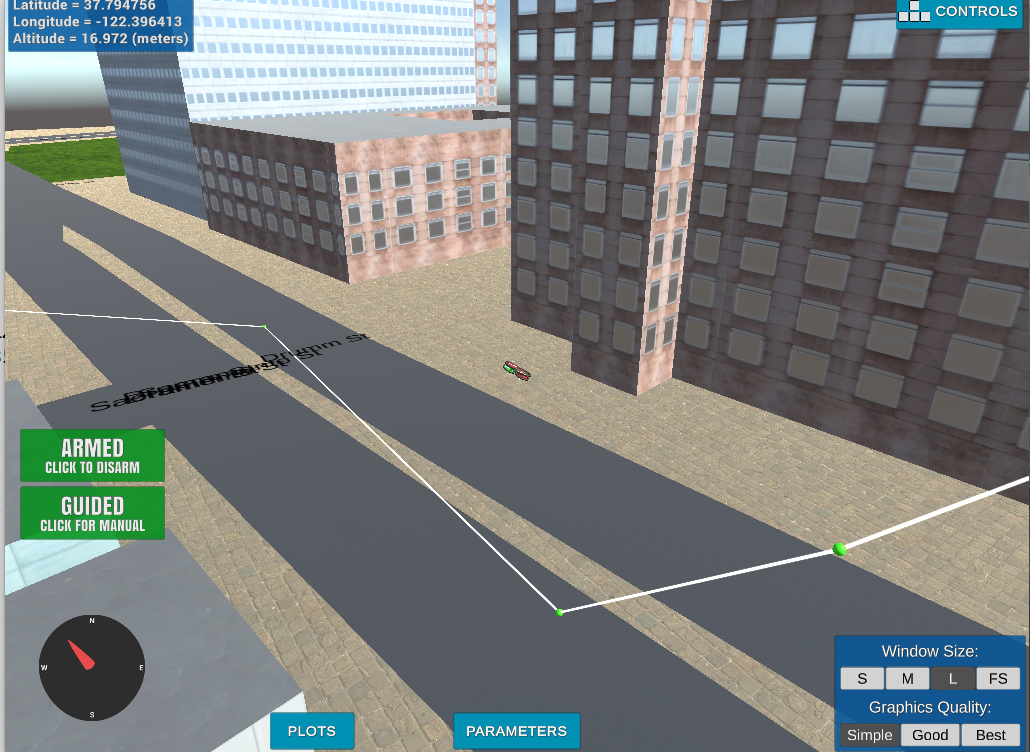 Latitude = 37.794756
Longitude = -122.396413
Altitude = 16.972 (meters)
CONTROLS
Drumm St
ARMED
CLICK TO DISARM
GUIDED
CLICK FOR MANUAL
N
W
E
S
PLOTS
PARAMETERS
Window Size:
S
M
L
FS
Graphics Quality:
Simple
Good
Best